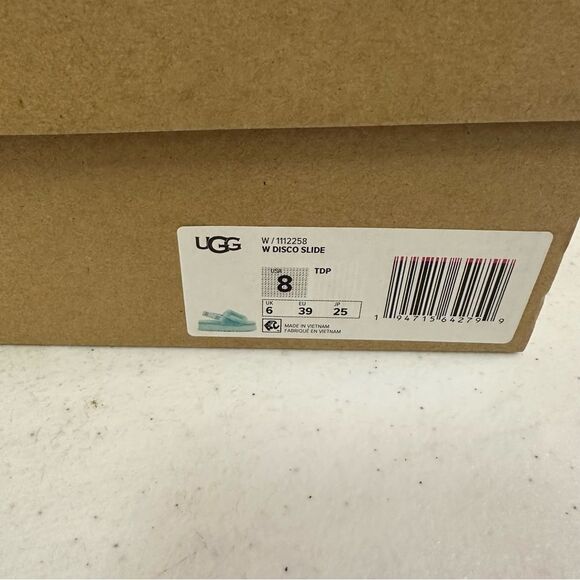 UGG
W / 1112258
W DISCO SLIDE
USA
8
TDP
UK EU JP
6 39 25
MADE IN VIETNAM
FABRIQUÉ EN VIETNAM
1 94715 64279 9